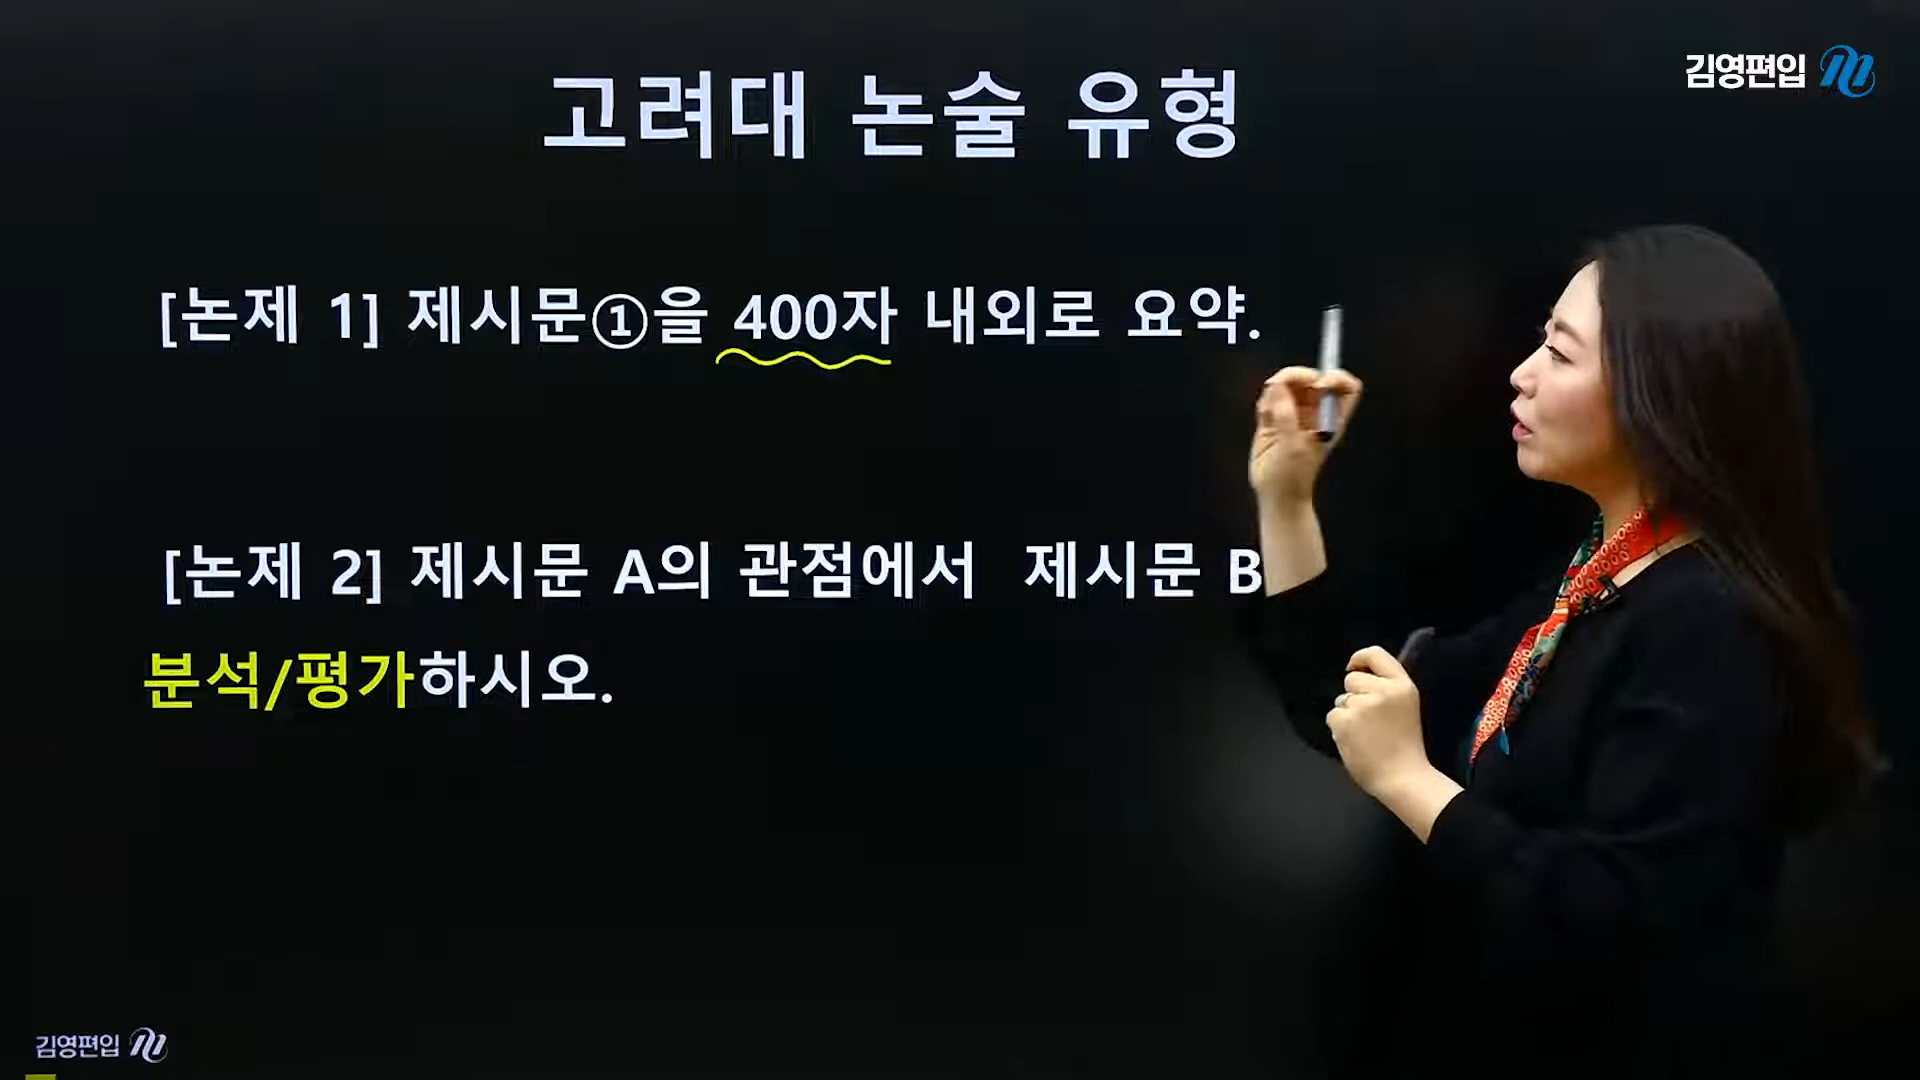 고려대 논술 유형
김영편입
[논제 1] 제시문①을 400자 내외로 요약.
[논제 2] 제시문 A의 관점에서 제시문 B
분석/평가하시오.
김영편입